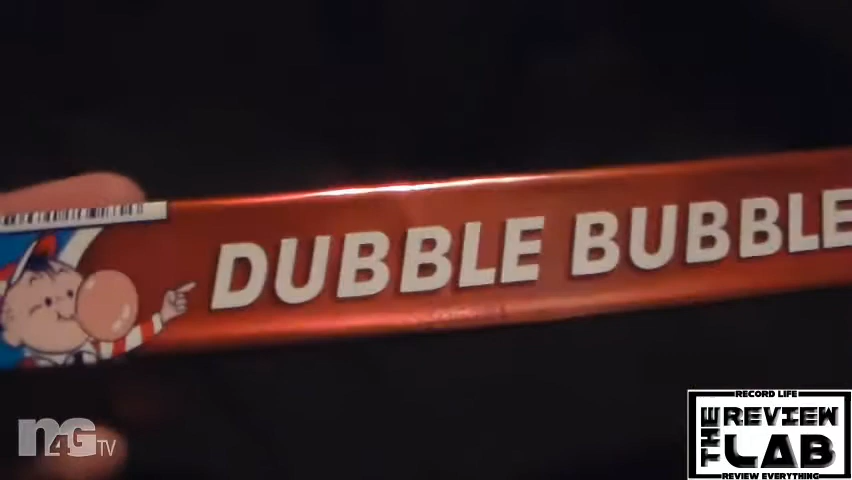 DUBBLE BUBBLE
n4G TV
RECORD LIFE
THE REVIEW LAB
REVIEW EVERYTHING